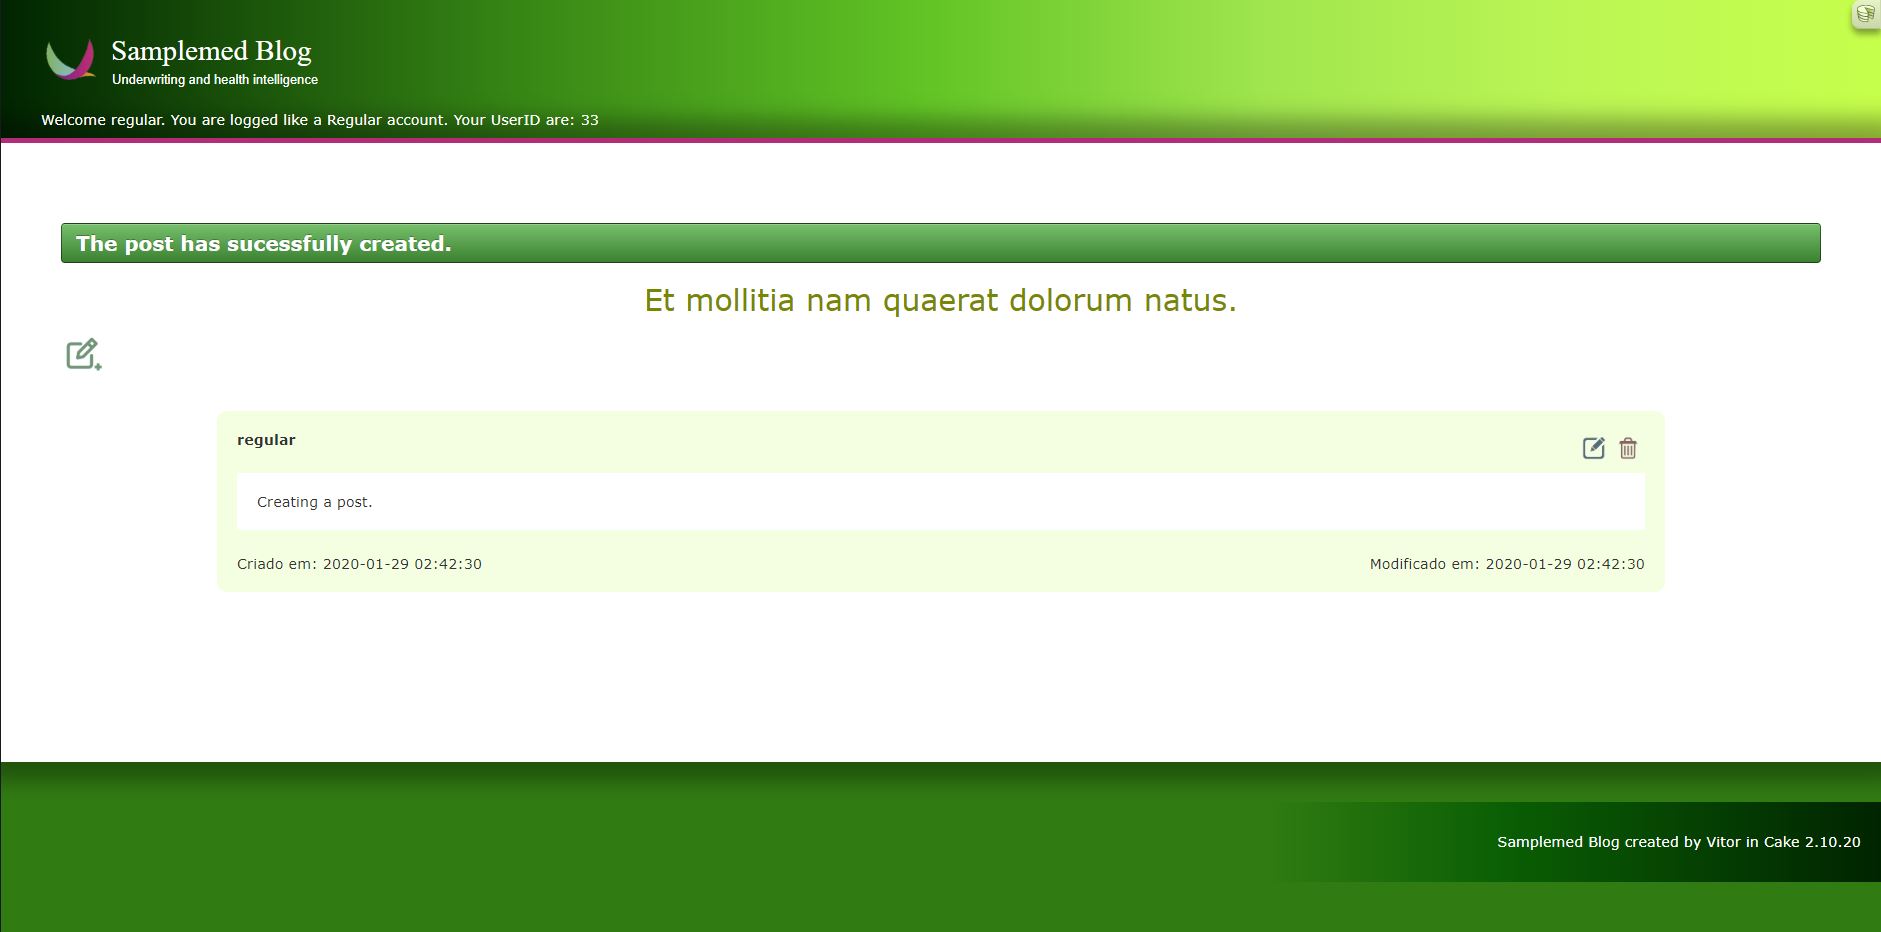 Samplemed Blog
Underwriting and health intelligence
Welcome regular. You are logged like a Regular account. Your UserID are: 33
The post has sucessfully created.
Et mollitia nam quaerat dolorum natus.
regular
Creating a post.
Criado em: 2020-01-29 02:42:30
Modificado em: 2020-01-29 02:42:30
Samplemed Blog created by Vitor in Cake 2.10.20